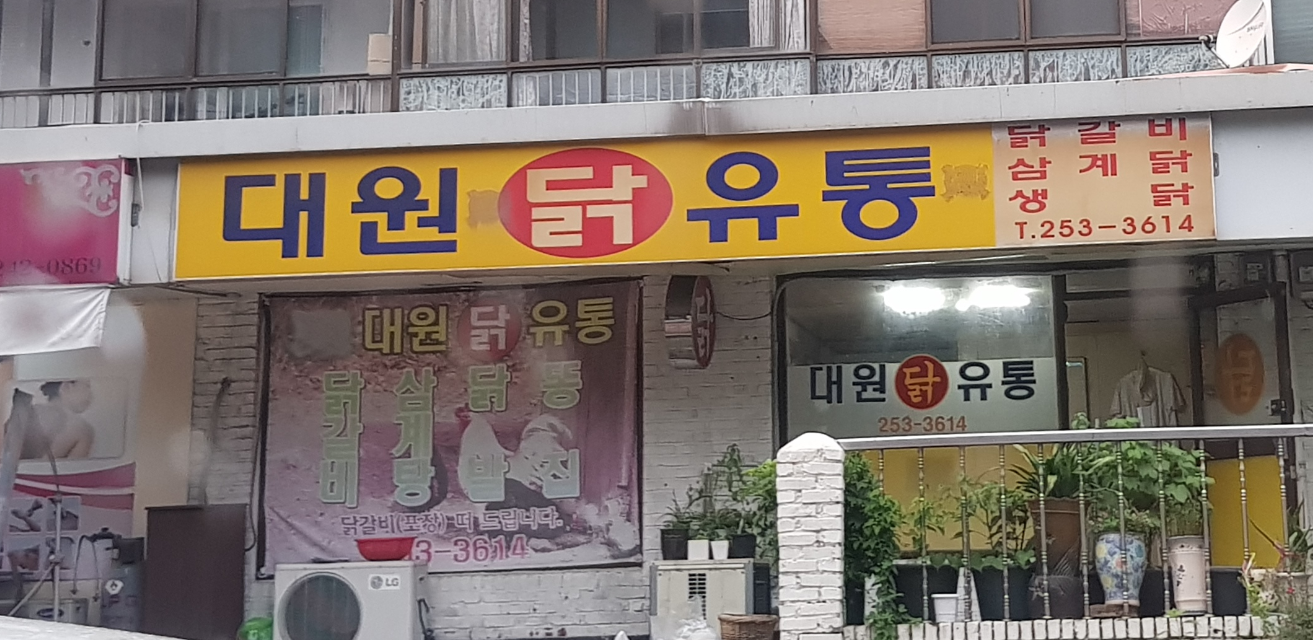 대원 닭 유통
닭 갈 비
삼 계 닭
생 닭
T.253-3614
대원 닭 유통
닭갈비
삼계탕
닭발
똥집
닭갈비(포장) 떠 드립니다.
3-3614
LG
대원 닭 유통
253-3614
-0869